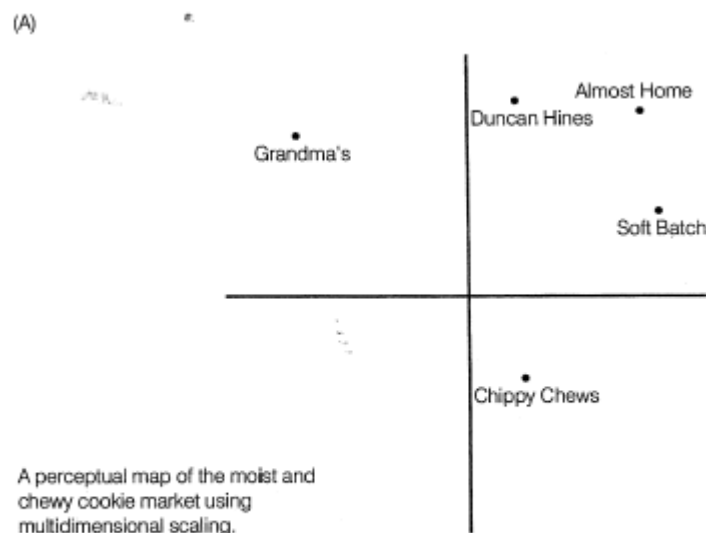 (A)
Almost Home
Duncan Hines
Grandma's
Soft Batch
Chippy Chews
A perceptual map of the moist and
chewy cookie market using
multidimensional scaling.